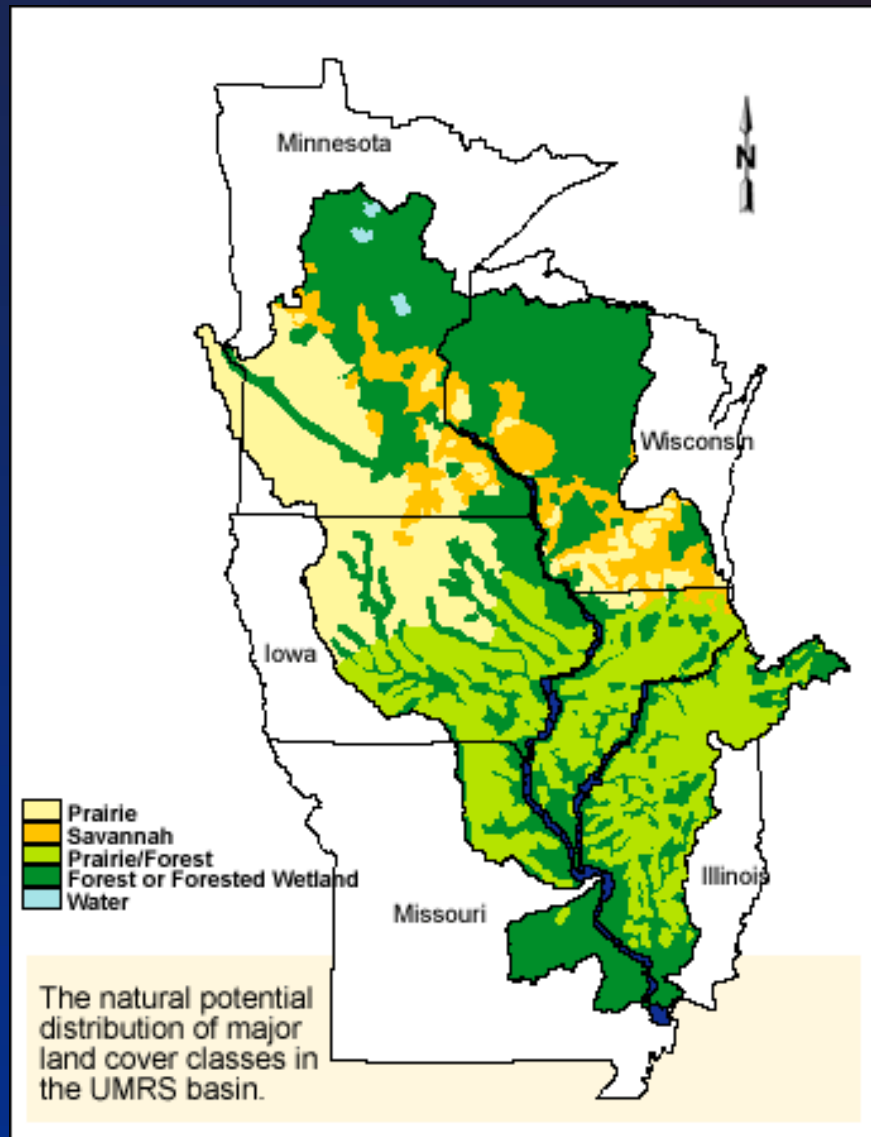 Minnesota
N
Wisconsin
Iowa
Prairie
Savannah
Prairie/Forest
Forest or Forested Wetland
Water
Illinois
Missouri
The natural potential
distribution of major
land cover classes in
the UMRS basin.